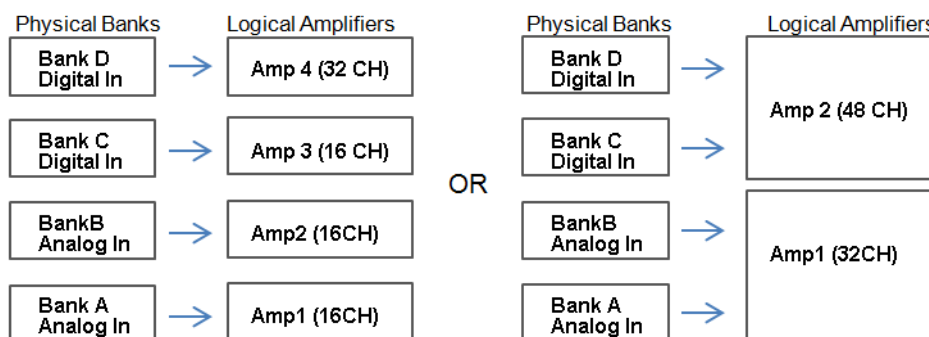 Physical Banks
Logical Amplifiers
Bank D
Digital In
Amp 4 (32 CH)
Bank C
Digital In
Amp 3 (16 CH)
BankB
Analog In
Amp2 (16CH)
Bank A
Analog In
Amp1 (16CH)
OR
Physical Banks
Logical Amplifiers
Bank D
Digital In
Bank C
Digital In
Amp 2 (48 CH)
BankB
Analog In
Bank A
Analog In
Amp1 (32CH)